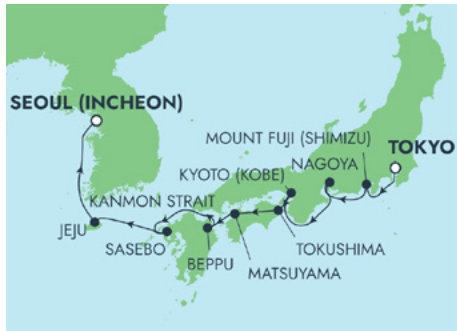 SEOUL (INCHEON)
MOUNT FUJI (SHIMIZU)
TOKYO
NAGOYA
KYOTO (KOBE)
KANMON STRAIT
JEJU
SASEBO
TOKUSHIMA
BEPPU
MATSUYAMA